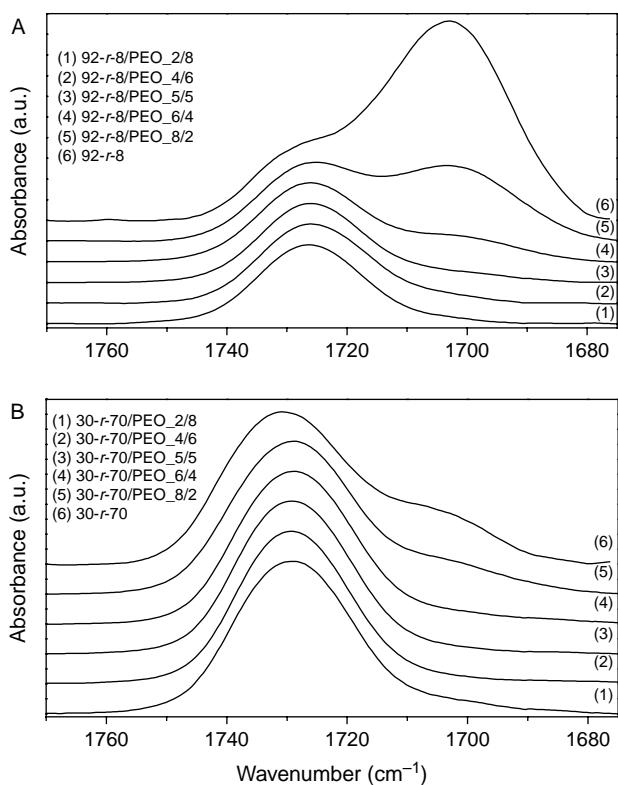 A
(1) 92-r-8/PEO_2/8
(2) 92-r-8/PEO_4/6
(3) 92-r-8/PEO_5/5
(4) 92-r-8/PEO_6/4
(5) 92-r-8/PEO_8/2
(6) 92-r-8
Absorbance (a.u.)
(6)
(5)
(4)
(3)
(2)
(1)
1760 1740 1720 1700 1680
B
(1) 30-r-70/PEO_2/8
(2) 30-r-70/PEO_4/6
(3) 30-r-70/PEO_5/5
(4) 30-r-70/PEO_6/4
(5) 30-r-70/PEO_8/2
(6) 30-r-70
Absorbance (a.u.)
(6)
(5)
(4)
(3)
(2)
(1)
1760 1740 1720 1700 1680
Wavenumber (cm⁻¹)